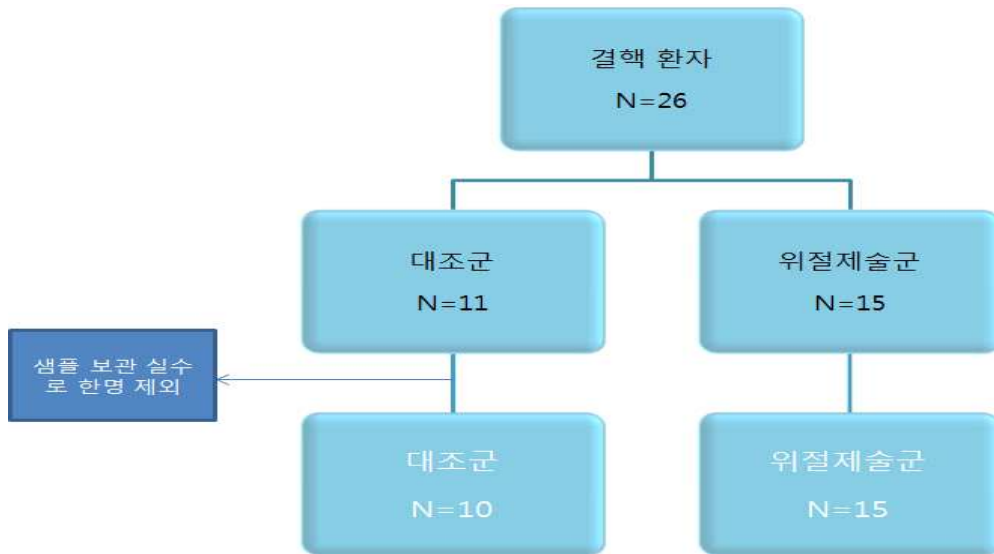 결핵 환자
N=26
대조군
N=11
위절제술군
N=15
샘플 보관 실수
로 한명 제외
대조군
N=10
위절제술군
N=15